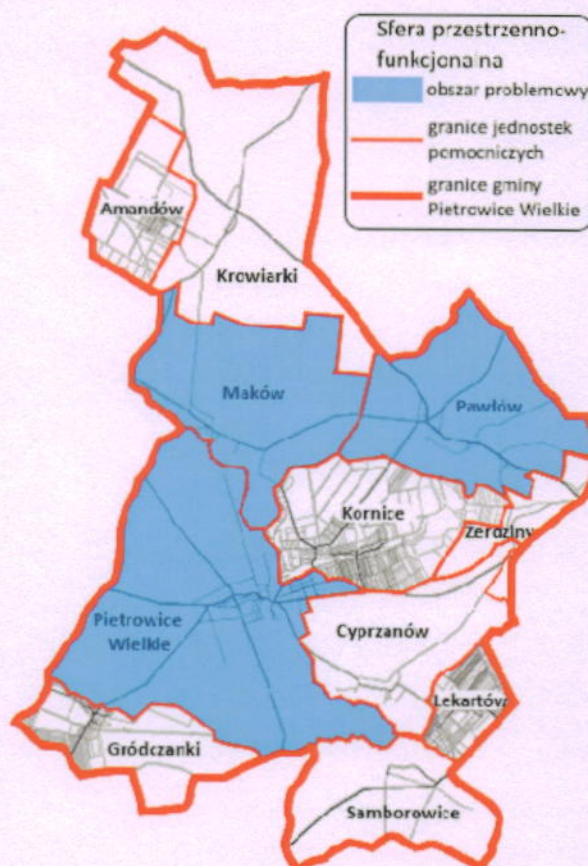 Sfera przestrzenno-
funkcjonalna
obszar problemowy
granice jednostek
pomocniczych
granice gminy
Pietrowice Wielkie
Amandów
Krowiarki
Maków
Pawłów
Kornice
Żerdziny
Pietrowice
Wielkie
Cyprzanów
Lekartów
Gródczanki
Samborowice